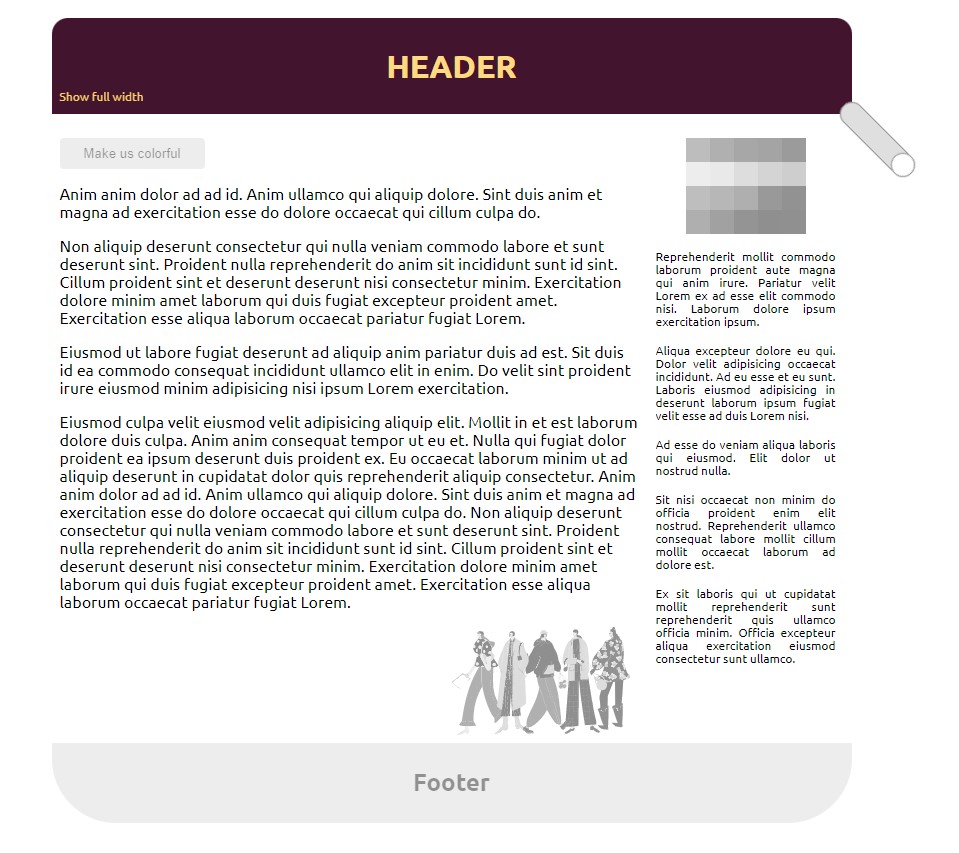 HEADER
Show full width
Make us colorful
Anim anim dolor ad ad id. Anim ullamco qui aliquip dolore. Sint duis anim et
magna ad exercitation esse do dolore occaecat qui cillum culpa do.
Non aliquip deserunt consectetur qui nulla veniam commodo labore et sunt
deserunt sint. Proident nulla reprehenderit do anim sit incididunt sunt id sint.
Cillum proident sint et deserunt deserunt nisi consectetur minim. Exercitation
dolore minim amet laborum qui duis fugiat excepteur proident amet.
Exercitation esse aliqua laborum occaecat pariatur fugiat Lorem.
Eiusmod ut labore fugiat deserunt ad aliquip anim pariatur duis ad est. Sit duis
id ea commodo consequat incididunt ullamco elit in enim. Do velit sint proident
irure eiusmod minim adipisicing nisi ipsum Lorem exercitation.
Eiusmod culpa velit eiusmod velit adipisicing aliquip elit. Mollit in et est laborum
dolore duis culpa. Anim anim consequat tempor ut eu et. Nulla qui fugiat dolor
proident ea ipsum deserunt duis proident ex. Eu occaecat laborum minim ut ad
aliquip deserunt in cupidatat dolor quis reprehenderit aliquip consectetur. Anim
anim dolor ad ad id. Anim ullamco qui aliquip dolore. Sint duis anim et magna ad
exercitation esse do dolore occaecat qui cillum culpa do. Non aliquip deserunt
consectetur qui nulla veniam commodo labore et sunt deserunt sint. Proident
nulla reprehenderit do anim sit incididunt sunt id sint. Cillum proident sint et
deserunt deserunt nisi consectetur minim. Exercitation dolore minim amet
laborum qui duis fugiat excepteur proident amet. Exercitation esse aliqua
laborum occaecat pariatur fugiat Lorem.
Reprehenderit mollit commodo
laborum proident aute magna
qui anim irure. Pariatur velit
Lorem ex ad esse elit commodo
nisi. Laborum dolore ipsum
exercitation ipsum.
Aliqua excepteur dolore eu qui.
Dolor velit adipisicing occaecat
incididunt. Ad eu esse et eu sunt.
Laboris eiusmod adipisicing in
deserunt laborum ipsum fugiat
velit esse ad duis Lorem nisi.
Ad esse do veniam aliqua laboris
qui eiusmod. Elit dolor ut
nostrud nulla.
Sit nisi occaecat non minim do
officia proident enim elit
nostrud. Reprehenderit ullamco
consequat labore mollit cillum
mollit occaecat laborum ad
dolore est.
Ex sit laboris qui ut cupidatat
mollit reprehenderit sunt
reprehenderit quis ullamco
officia minim. Officia excepteur
aliqua exercitation eiusmod
consectetur sunt ullamco.
Footer